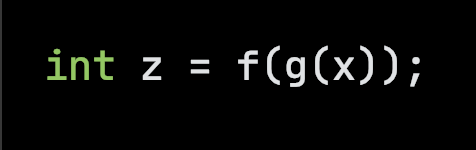 int z = f(g(x));